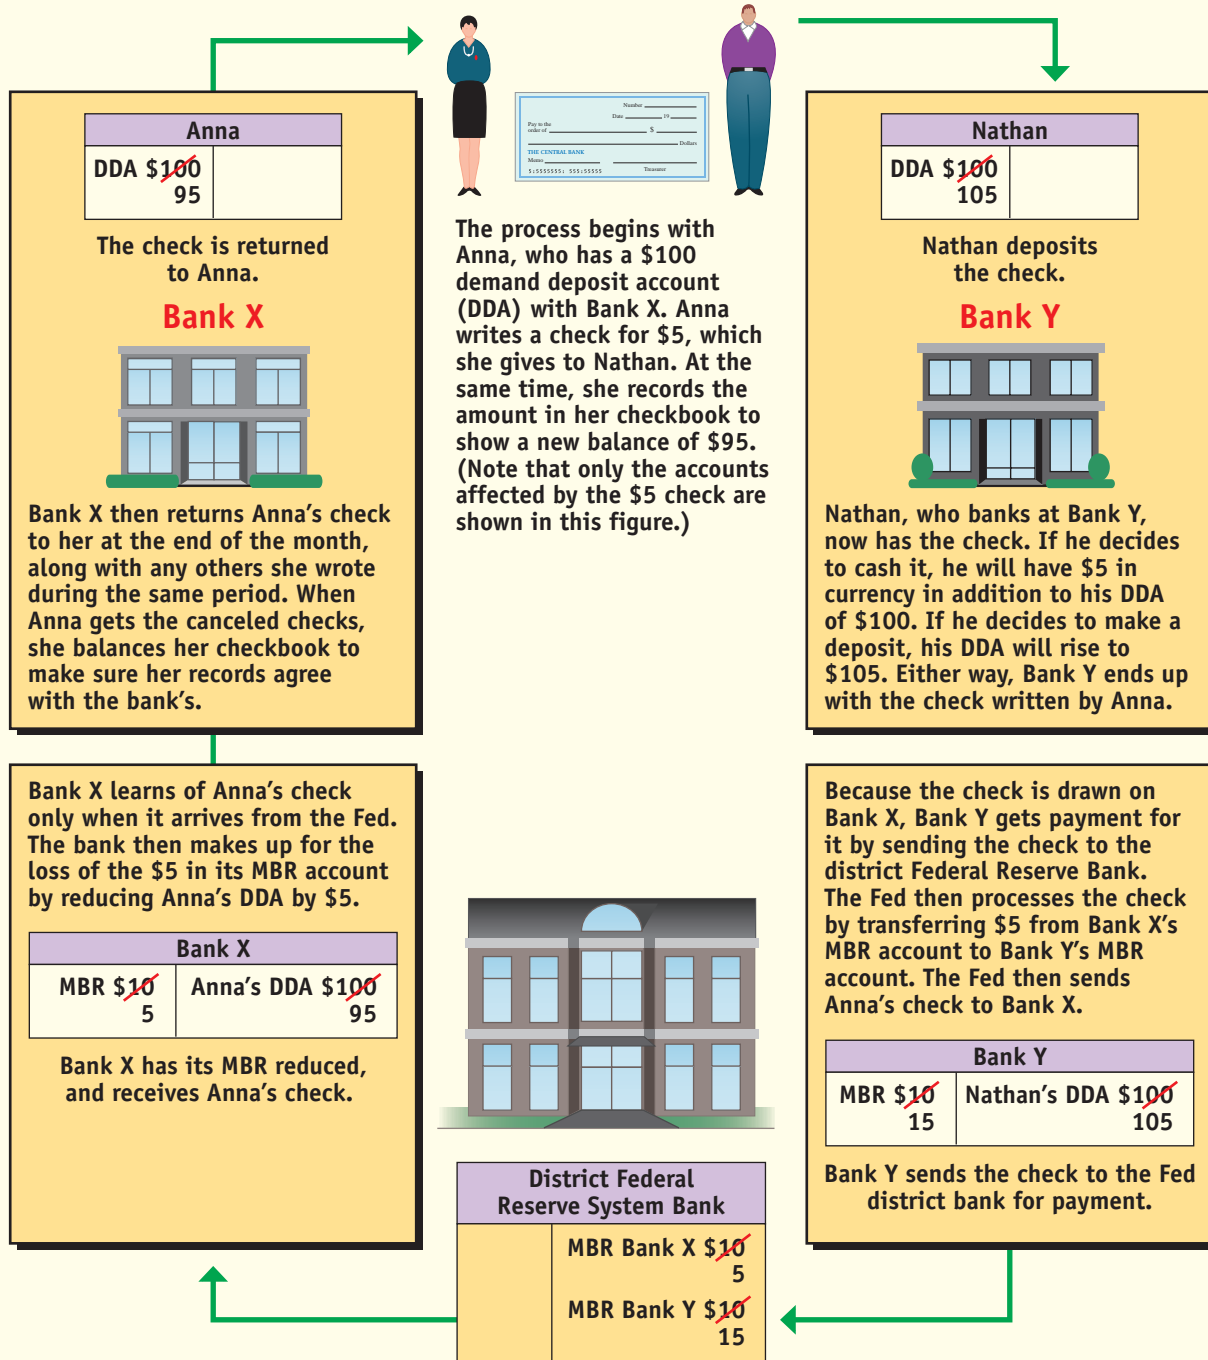 The process begins with
Anna, who has a $100
demand deposit account
(DDA) with Bank X. Anna
writes a check for $5, which
she gives to Nathan. At the
same time, she records the
amount in her checkbook to
show a new balance of $95.
(Note that only the accounts
affected by the $5 check are
shown in this figure.)
Number
Date 19
Pay to the
order of $
Dollars
THE CENTRAL BANK
Memo
Treasurer
Nathan
DDA $100
105
Nathan deposits
the check.
Bank Y
Nathan, who banks at Bank Y,
now has the check. If he decides
to cash it, he will have $5 in
currency in addition to his DDA
of $100. If he decides to make a
deposit, his DDA will rise to
$105. Either way, Bank Y ends up
with the check written by Anna.
Because the check is drawn on
Bank X, Bank Y gets payment for
it by sending the check to the
district Federal Reserve Bank.
The Fed then processes the check
by transferring $5 from Bank X’s
MBR account to Bank Y’s MBR
account. The Fed then sends
Anna’s check to Bank X.
Bank Y
MBR $10 Nathan’s DDA $100
15 105
Bank Y sends the check to the Fed
district bank for payment.
District Federal
Reserve System Bank
MBR Bank X $10
5
MBR Bank Y $10
15
Bank X learns of Anna’s check
only when it arrives from the Fed.
The bank then makes up for the
loss of the $5 in its MBR account
by reducing Anna’s DDA by $5.
Bank X
MBR $10 Anna’s DDA $100
5 95
Bank X has its MBR reduced,
and receives Anna’s check.
Anna
DDA $100
95
The check is returned
to Anna.
Bank X
Bank X then returns Anna’s check
to her at the end of the month,
along with any others she wrote
during the same period. When
Anna gets the canceled checks,
she balances her checkbook to
make sure her records agree
with the bank’s.